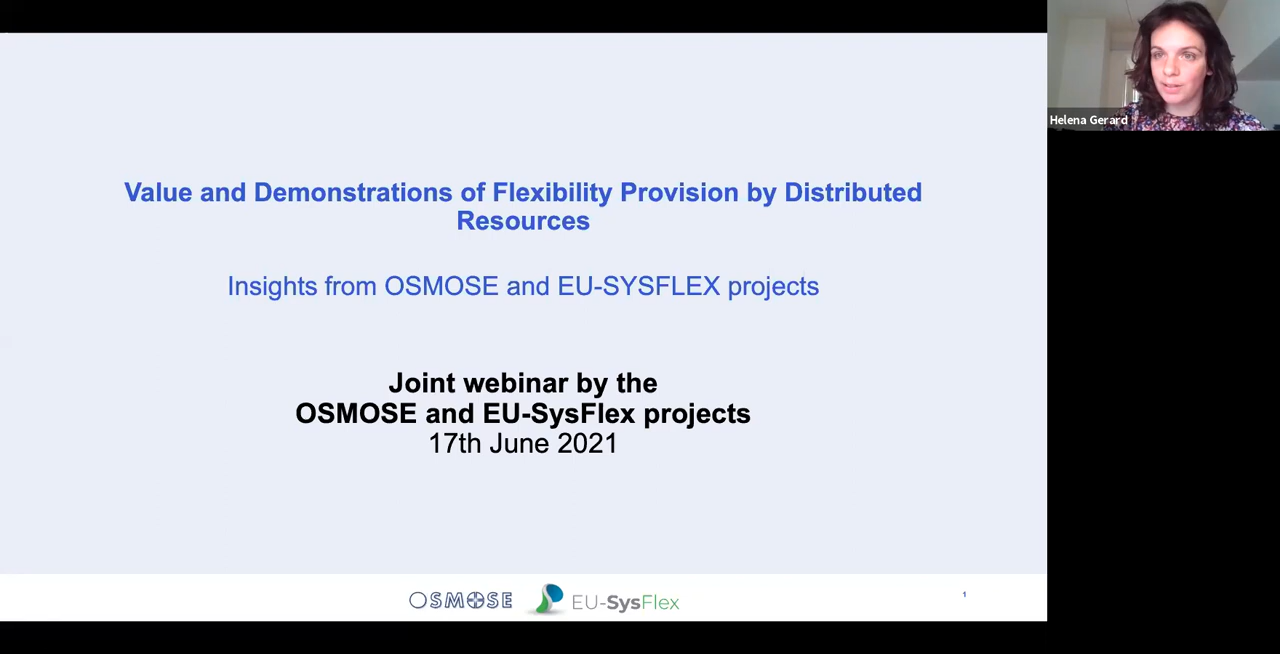 Value and Demonstrations of Flexibility Provision by Distributed
Resources
Insights from OSMOSE and EU-SYSFLEX projects
Joint webinar by the
OSMOSE and EU-SysFlex projects
17th June 2021
OSMOSE
EU-SysFlex
1
Helena Gerard